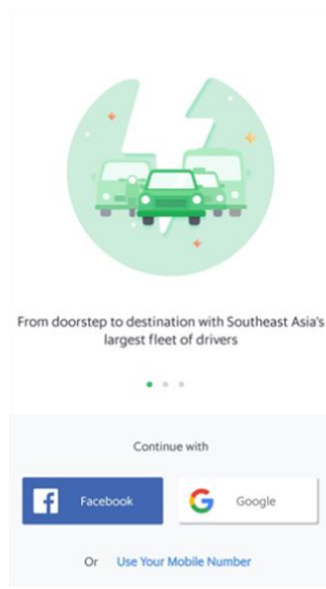 From doorstep to destination with Southeast Asia's
largest fleet of drivers
Continue with
Facebook
Google
Or Use Your Mobile Number